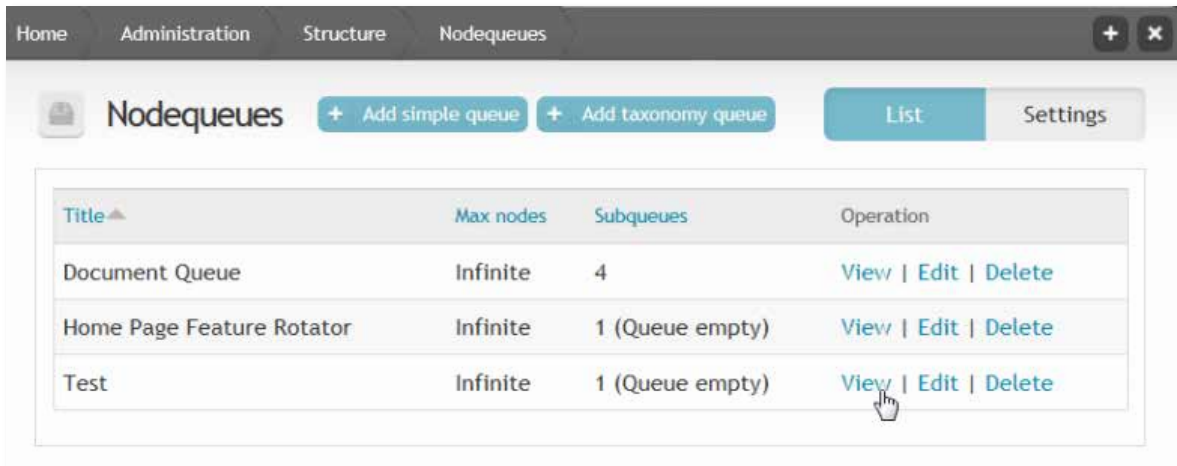 Home Administration Structure Nodequeues
Nodequeues + Add simple queue + Add taxonomy queue List Settings
Title Max nodes Subqueues Operation
Document Queue Infinite 4 View | Edit | Delete
Home Page Feature Rotator Infinite 1 (Queue empty) View | Edit | Delete
Test Infinite 1 (Queue empty) View | Edit | Delete